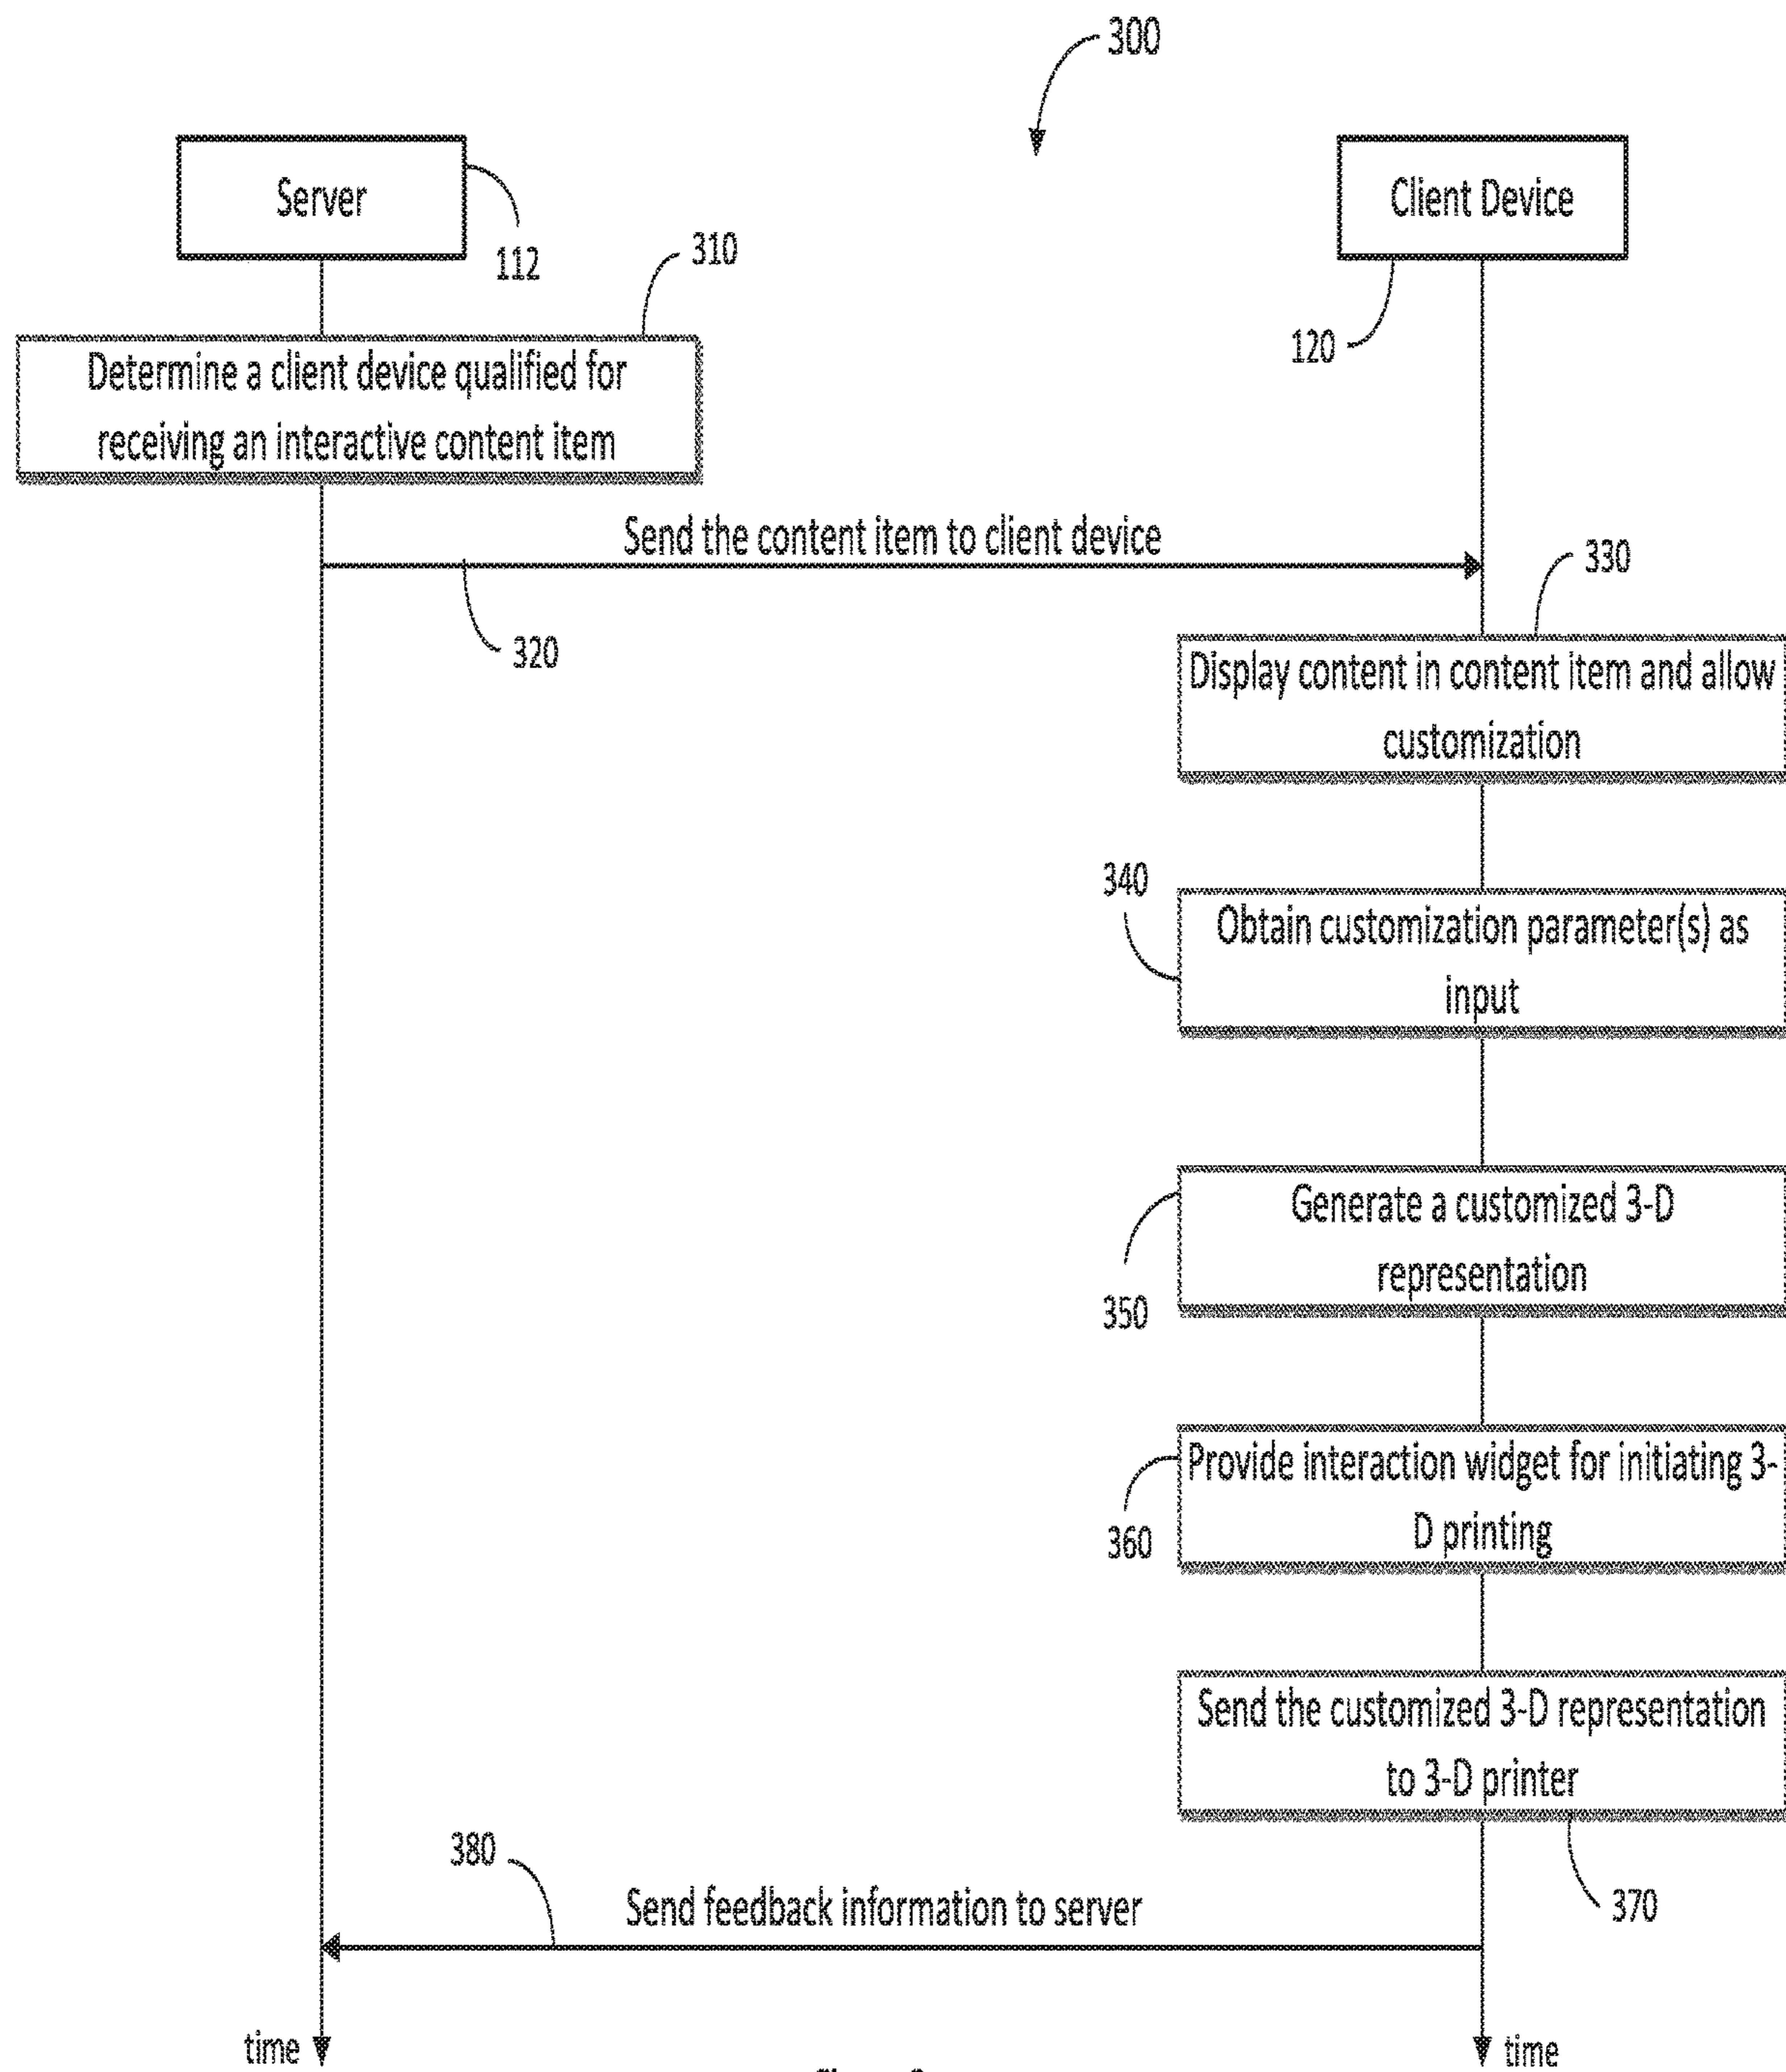 300
Server
Client Device
112
310
120
Determine a client device qualified for
receiving an interactive content item
Send the content item to client device
320
330
Display content in content item and allow
customization
340
Obtain customization parameter(s) as
input
Generate a customized 3-D
representation
350
Provide interaction widget for initiating 3-
D printing
360
Send the customized 3-D representation
to 3-D printer
370
380
Send feedback information to server
time
time